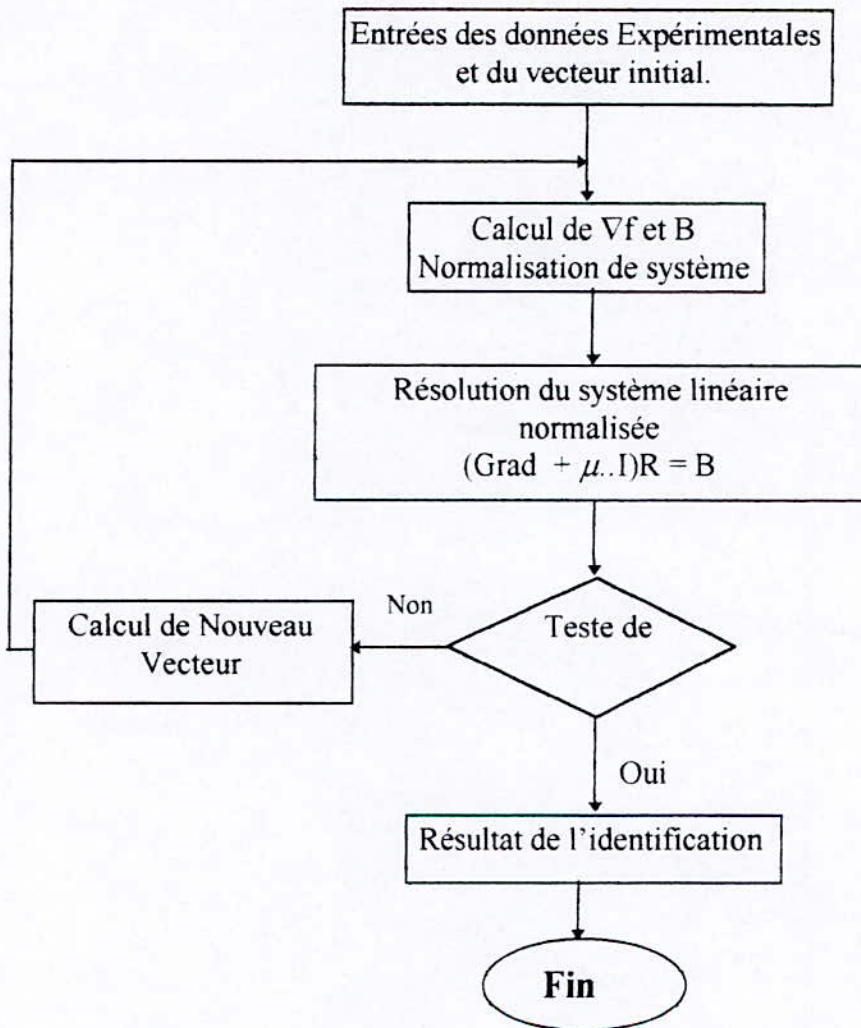 Entrées des données Expérimentales
et du vecteur initial.
Calcul de ∇f et B
Normalisation de système
Résolution du système linéaire
normalisée
(Grad + μ..I)R = B
Teste de
Non
Calcul de Nouveau
Vecteur
Oui
Résultat de l'identification
Fin